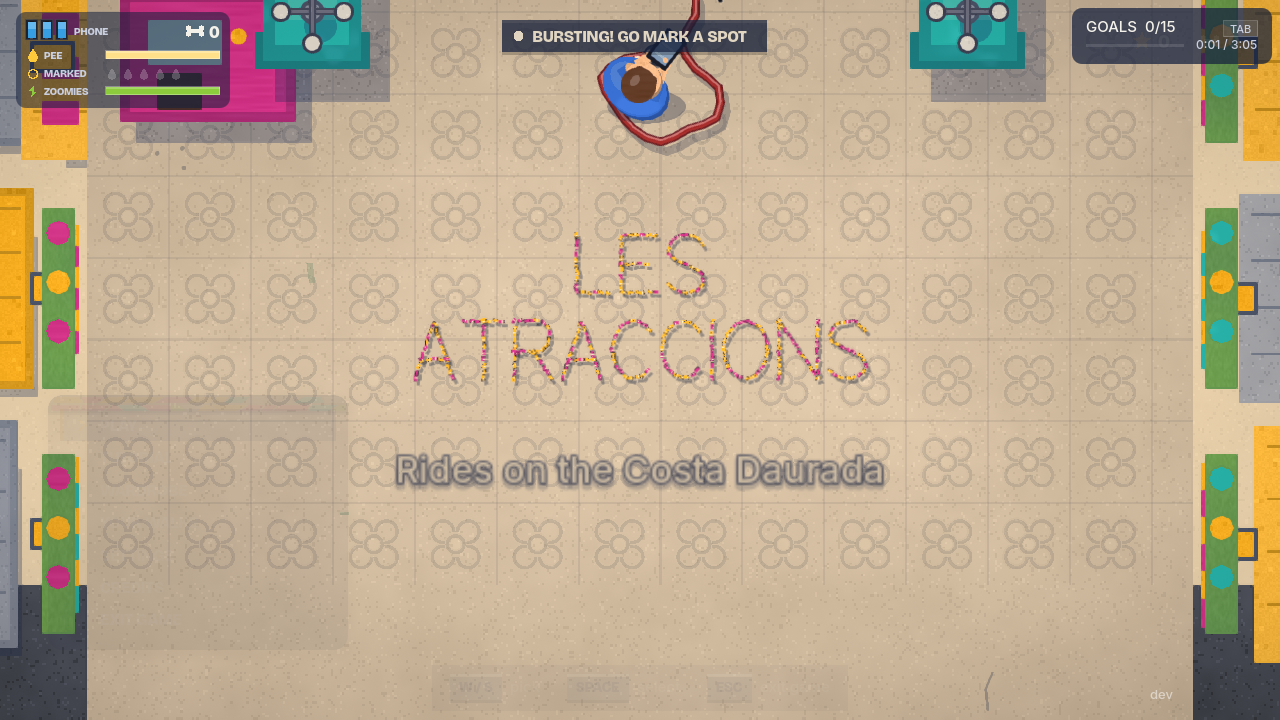 PHONE
0
PEE
MARKED
ZOOMIES
BURSTING! GO MARK A SPOT
GOALS 0/15
TAB
0:01 / 3:05
LES
ATRACCIONS
Rides on the Costa Daurada
dev